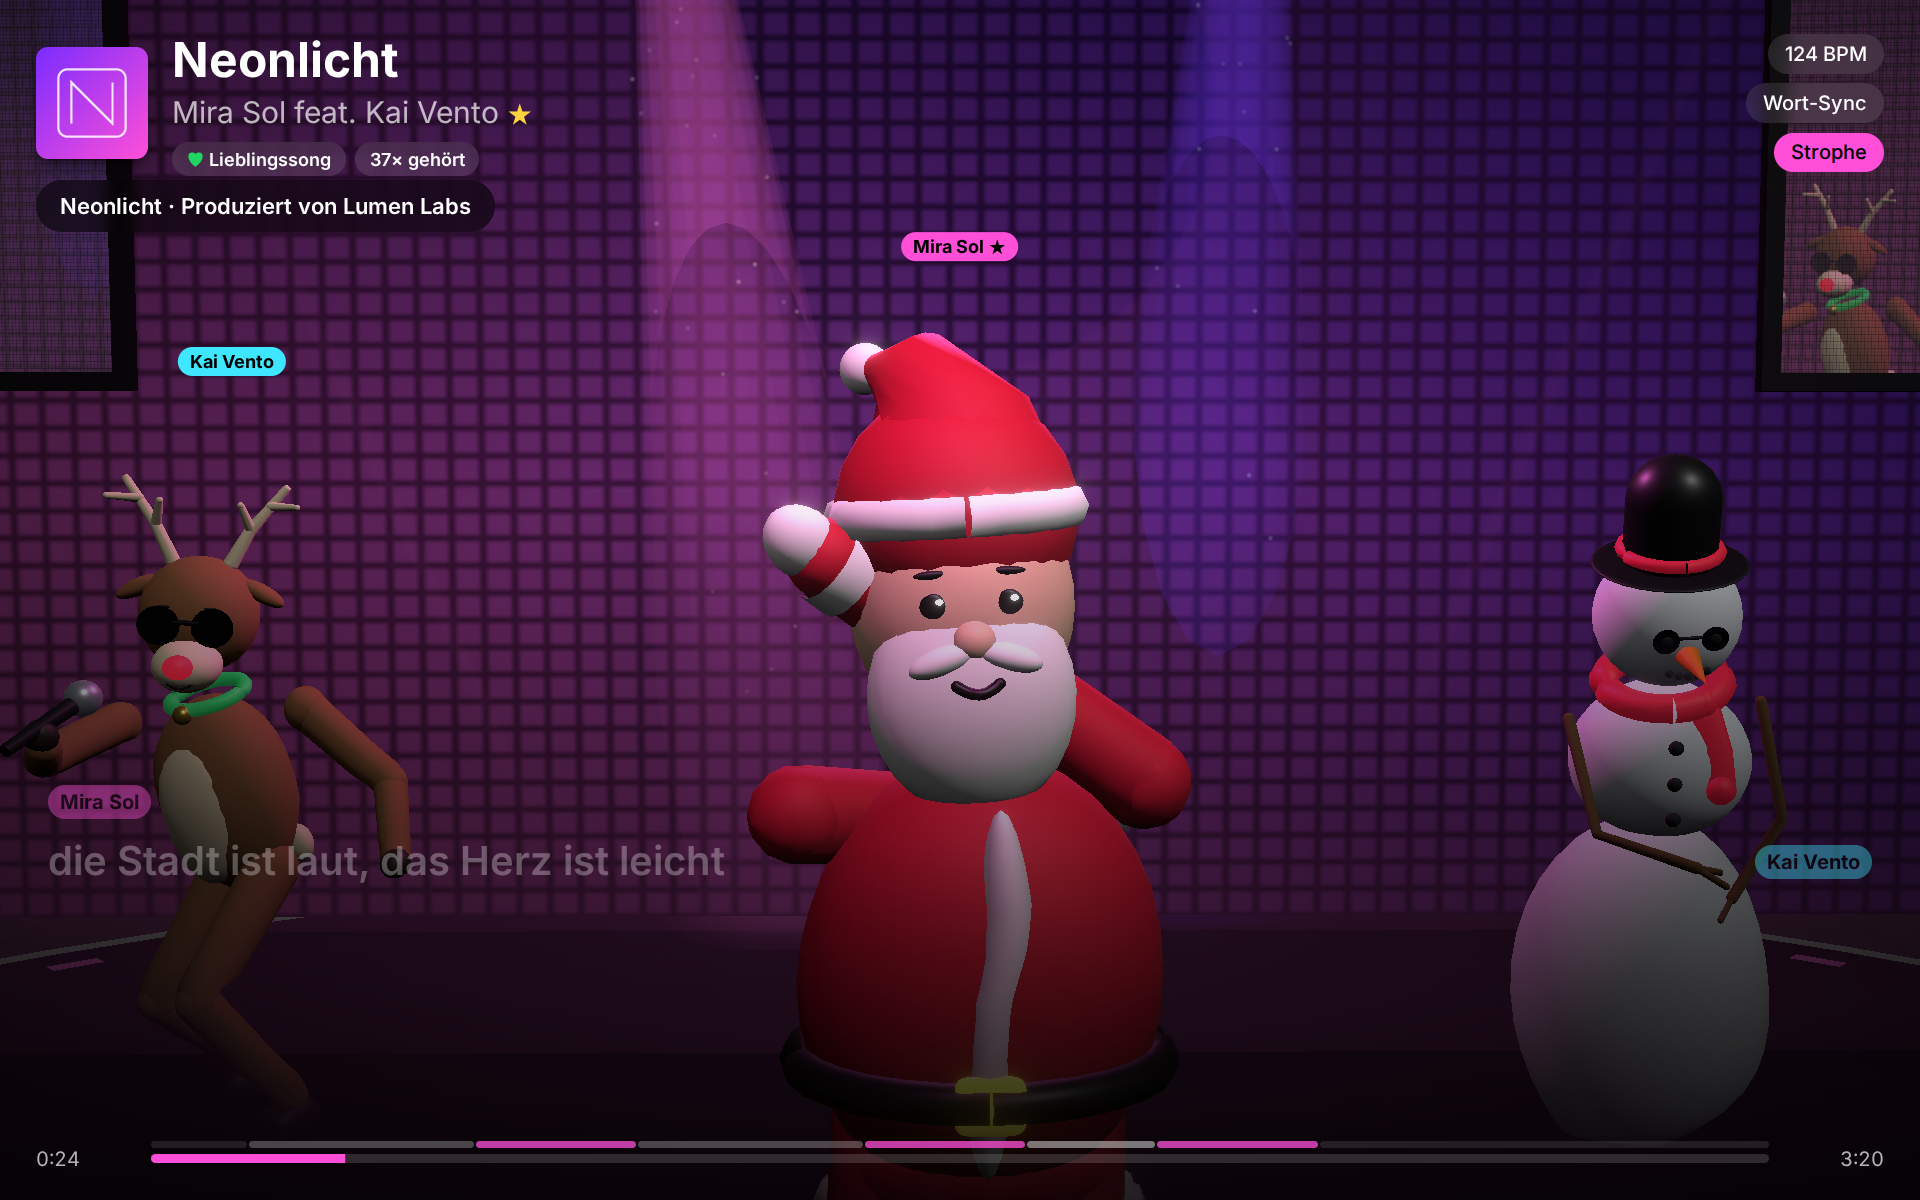 Neonlicht
Mira Sol feat. Kai Vento ★
Lieblingssong
37× gehört
Neonlicht · Produziert von Lumen Labs
124 BPM
Wort-Sync
Strophe
Mira Sol ★
Kai Vento
Mira Sol
die Stadt ist laut, das Herz ist leicht
Kai Vento
0:24
3:20